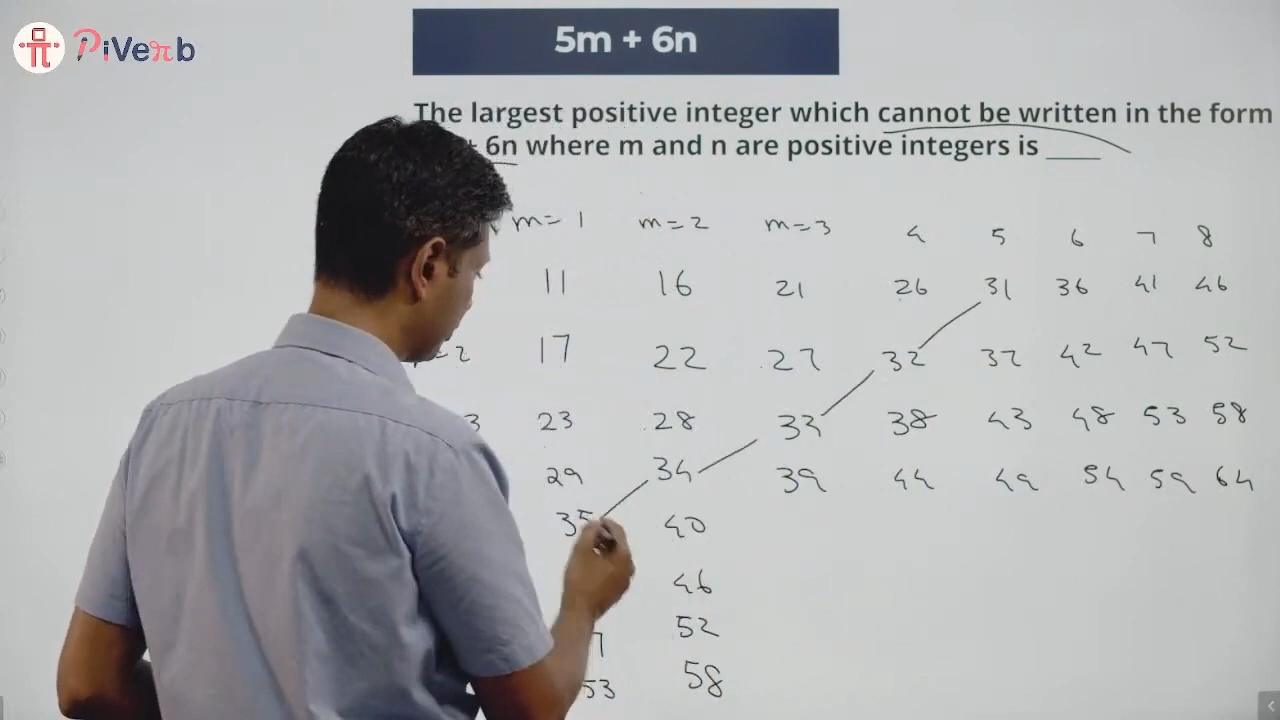 PiVerb
5m + 6n
The largest positive integer which cannot be written in the form
6n where m and n are positive integers is ____
m= 1 m= 2 m=3 4 5 6 7 8
11 16 21 26 31 36 41 46
2 17 22 27 32 37 42 47 52
3 23 28 33 38 43 48 53 58
29 34 39 44 49 54 59 64
35 40
46
52
53 58